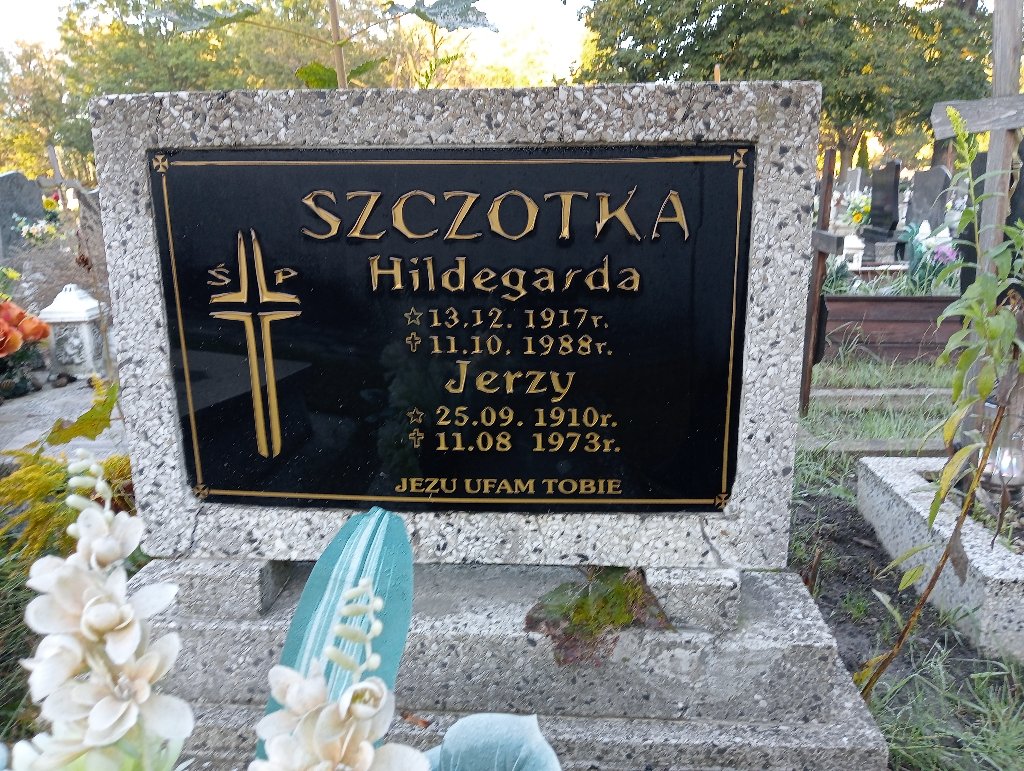 SZCZOTKA
Ś P
Hildegarda
☆ 13.12. 1917r.
✝ 11.10. 1988r.
Jerzy
☆ 25.09. 1910r.
✝ 11.08 1973r.
JEZU UFAM TOBIE